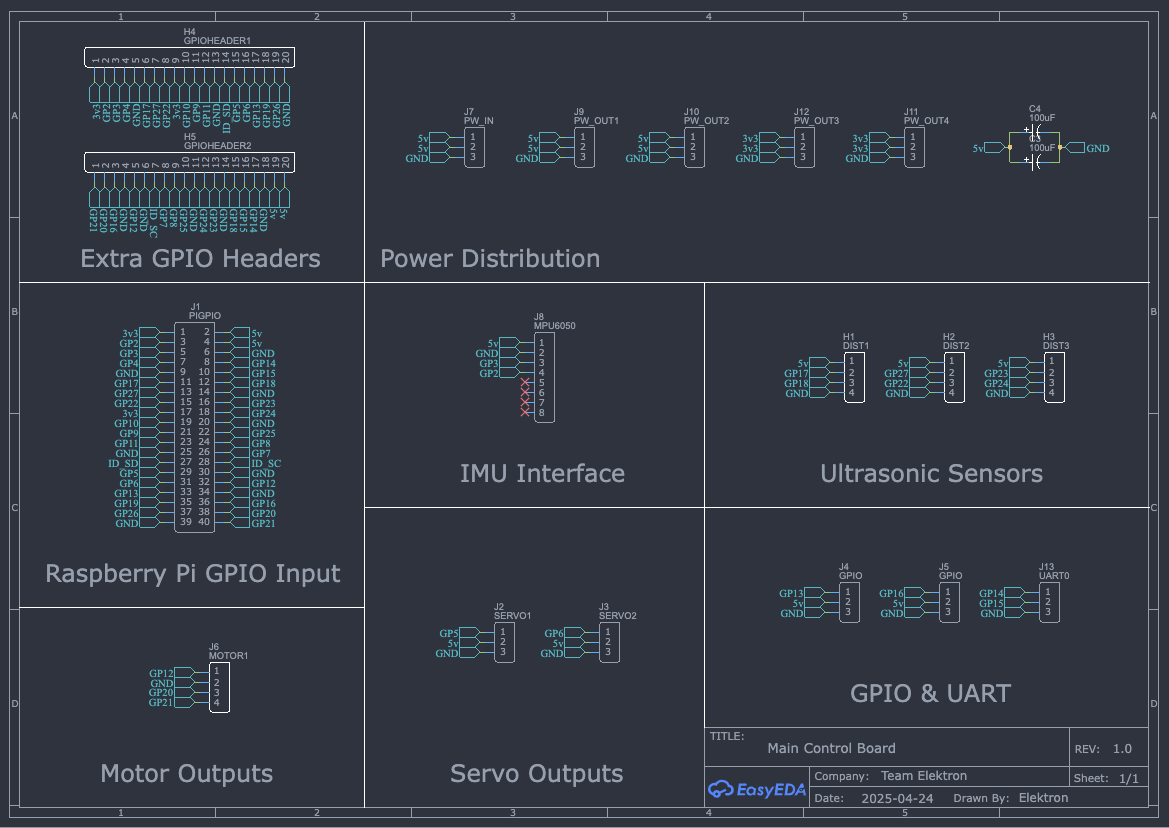 1 2 3 4 5
A
B
C
D
H4
GPIOHEADER1
1 2 3 4 5 6 7 8 9 10 11 12 13 14 15 16 17 18 19 20
3v3 GP2 GP3 GP4 GND GP17 GP27 GP22 3v3 GP10 GP9 GP11 GND ID_SD GP5 GP6 GP13 GP19 GP26 GND
H5
GPIOHEADER2
1 2 3 4 5 6 7 8 9 10 11 12 13 14 15 16 17 18 19 20
GP21 GP20 GP16 GND GP12 GND ID_SC GP7 GP8 GP25 GND GP24 GP23 GND GP18 GP15 GP14 GND 5v 5v
Extra GPIO Headers
J7
PW_IN
5v 1
5v 2
GND 3
J9
PW_OUT1
5v 1
5v 2
GND 3
J10
PW_OUT2
5v 1
5v 2
GND 3
J12
PW_OUT3
3v3 1
3v3 2
GND 3
J11
PW_OUT4
3v3 1
3v3 2
GND 3
C4
100uF
C3
100uF
5v GND
Power Distribution
J1
PIGPIO
3v3 1 2 5v
GP2 3 4 5v
GP3 5 6 GND
GP4 7 8 GP14
GND 9 10 GP15
GP17 11 12 GP18
GP27 13 14 GND
GP22 15 16 GP23
3v3 17 18 GP24
GP10 19 20 GND
GP9 21 22 GP25
GP11 23 24 GP8
GND 25 26 GP7
ID_SD 27 28 ID_SC
GP5 29 30 GND
GP6 31 32 GP12
GP13 33 34 GND
GP19 35 36 GP16
GP26 37 38 GP20
GND 39 40 GP21
Raspberry Pi GPIO Input
J8
MPU6050
5v 1
GND 2
GP3 3
GP2 4
5
6
7
8
IMU Interface
H1
DIST1
5v 1
GP17 2
GP18 3
GND 4
H2
DIST2
5v 1
GP27 2
GP22 3
GND 4
H3
DIST3
5v 1
GP23 2
GP24 3
GND 4
Ultrasonic Sensors
J6
MOTOR1
GP12 1
GND 2
GP20 3
GP21 4
Motor Outputs
J2
SERVO1
GP5 1
5v 2
GND 3
J3
SERVO2
GP6 1
5v 2
GND 3
Servo Outputs
J4
GPIO
GP13 1
5v 2
GND 3
J5
GPIO
GP16 1
5v 2
GND 3
J13
UART0
GP14 1
GP15 2
GND 3
GPIO & UART
TITLE:
Main Control Board
REV: 1.0
EasyEDA
Company: Team Elektron
Sheet: 1/1
Date: 2025-04-24 Drawn By: Elektron
A
B
C
D
1 2 3 4 5